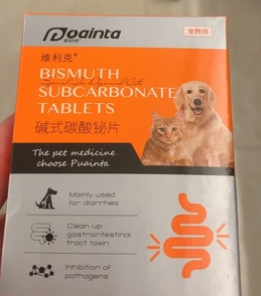 Puainta
宠物用
维利克®
BISMUTH
SUBCARBONATE
TABLETS
碱式碳酸铋片
The pet medicine
choose Puainta
Mainly used
for diarrhea
Clean up
gastrointestinal
tract toxin
Inhibition of
pathogens